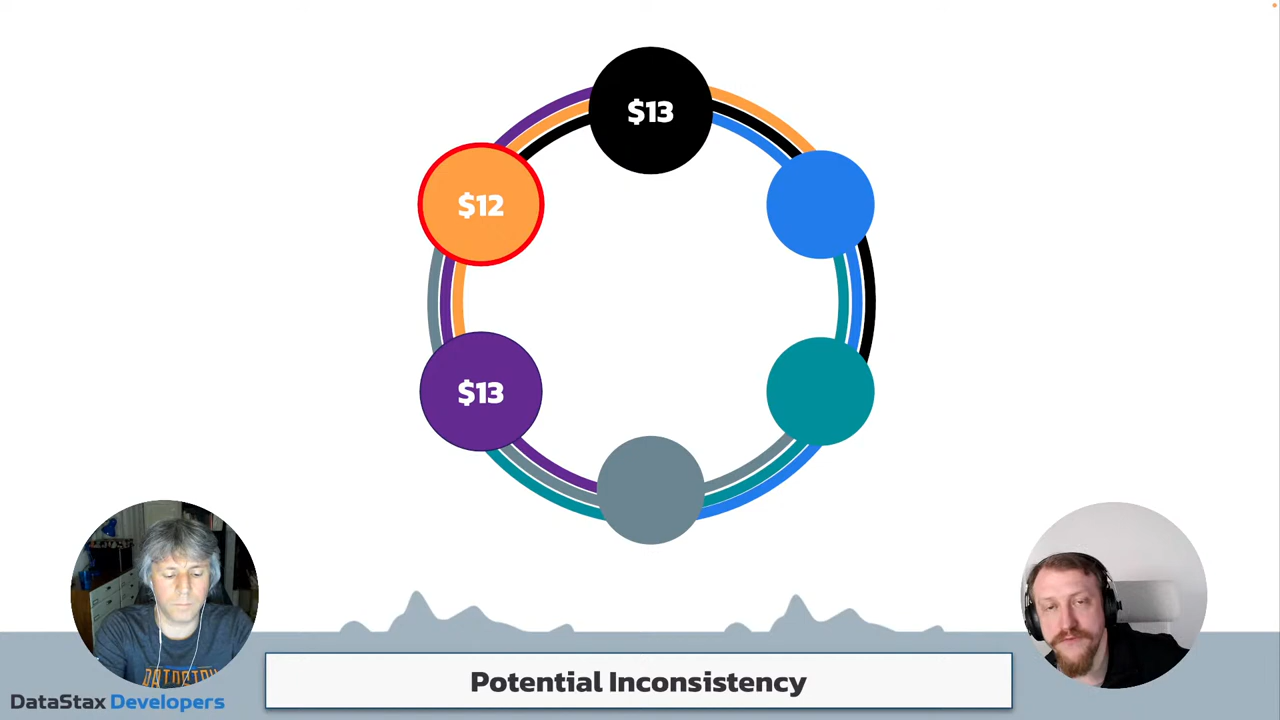 $13
$12
$13
Potential Inconsistency
DataStax Developers